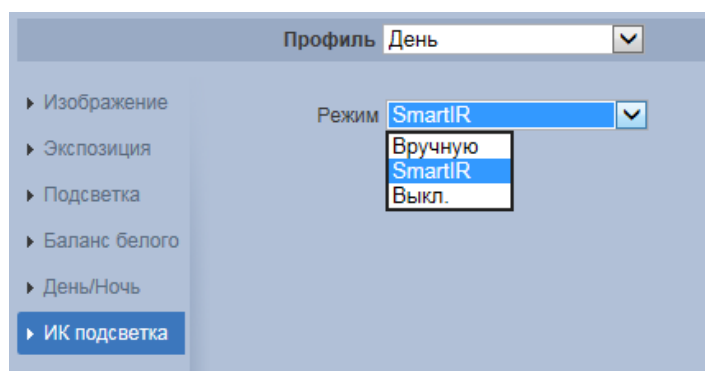 Профиль День
Изображение
Режим SmartIR
Вручную
Экспозиция
SmartIR
Подсветка
Выкл.
Баланс белого
День/Ночь
ИК подсветка